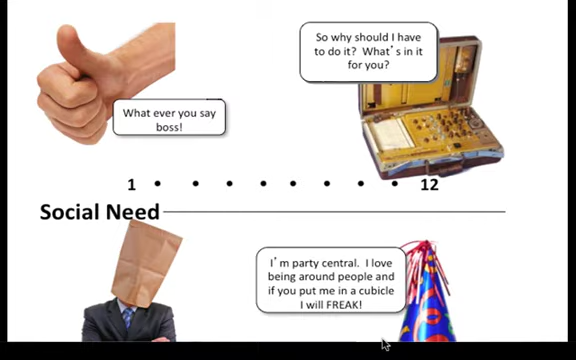 So why should I have
to do it? What's in it
for you?
What ever you say
boss!
1 12
Social Need
I'm party central. I love
being around people and
if you put me in a cubicle
I will FREAK!